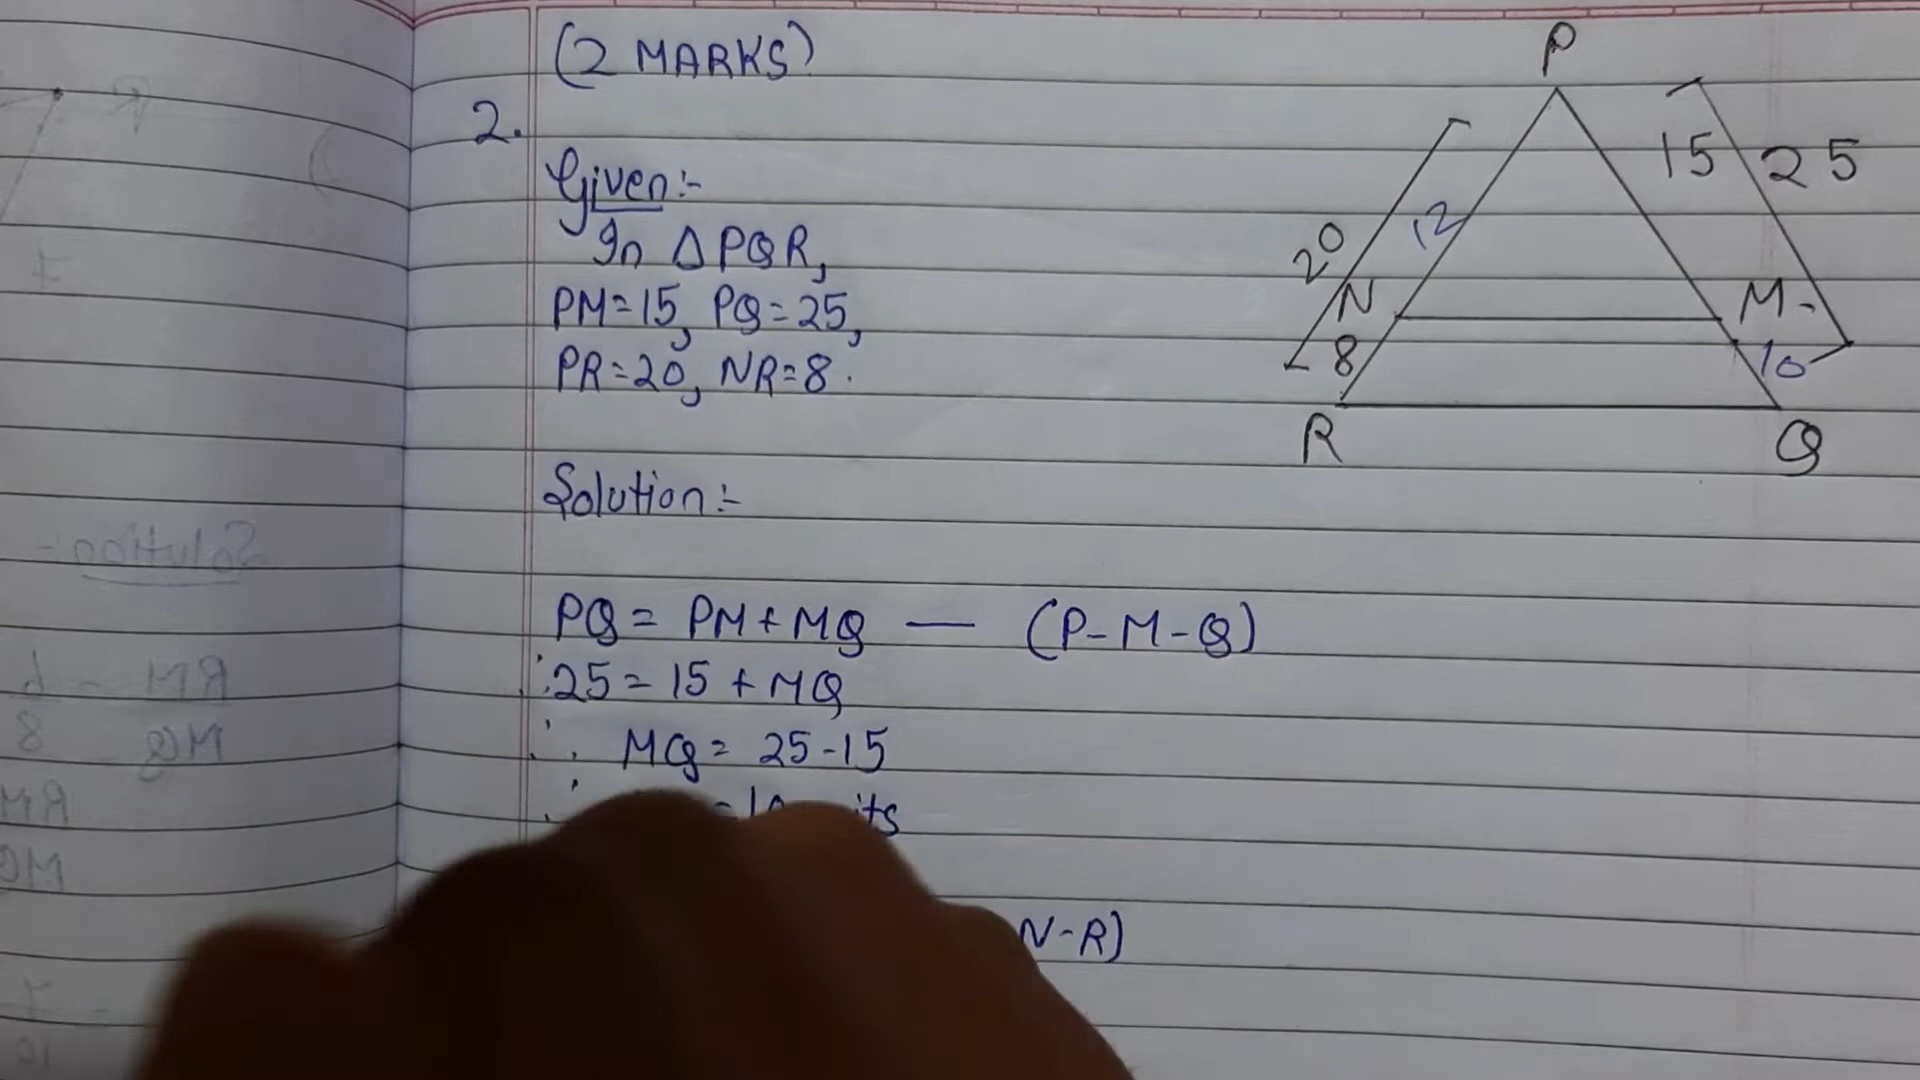 (2 MARKS)
2.
Given:-
In △PQR,
PM=15, PQ=25,
PR=20, NR=8.
Solution:-
PQ= PM+MQ — (P-M-Q)
∴25=15+MQ
∴ MQ= 25-15
N-R)
P
15
25
20
12
N
M-
8
10
R
Q